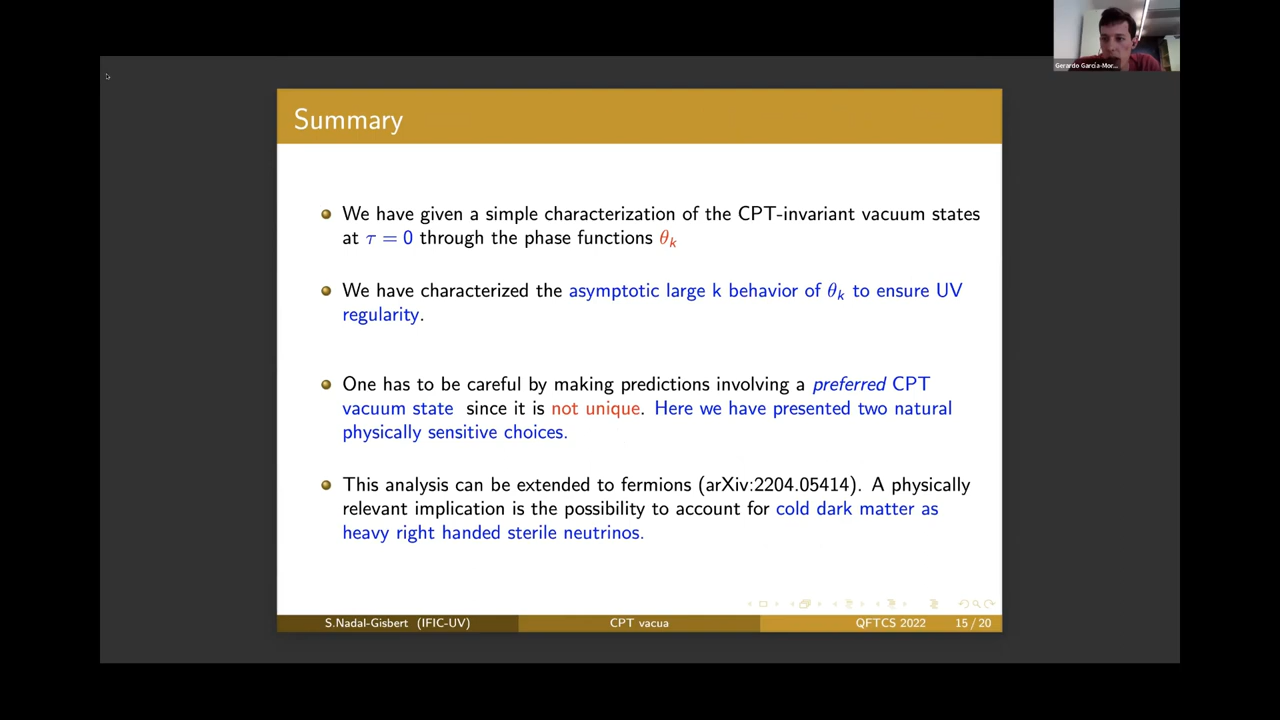 Gerardo García-Mor...
Summary
We have given a simple characterization of the CPT-invariant vacuum states
at τ = 0 through the phase functions θk
We have characterized the asymptotic large k behavior of θk to ensure UV
regularity.
One has to be careful by making predictions involving a preferred CPT
vacuum state since it is not unique. Here we have presented two natural
physically sensitive choices.
This analysis can be extended to fermions (arXiv:2204.05414). A physically
relevant implication is the possibility to account for cold dark matter as
heavy right handed sterile neutrinos.
S.Nadal-Gisbert (IFIC-UV) CPT vacua QFTCS 2022 15 / 20